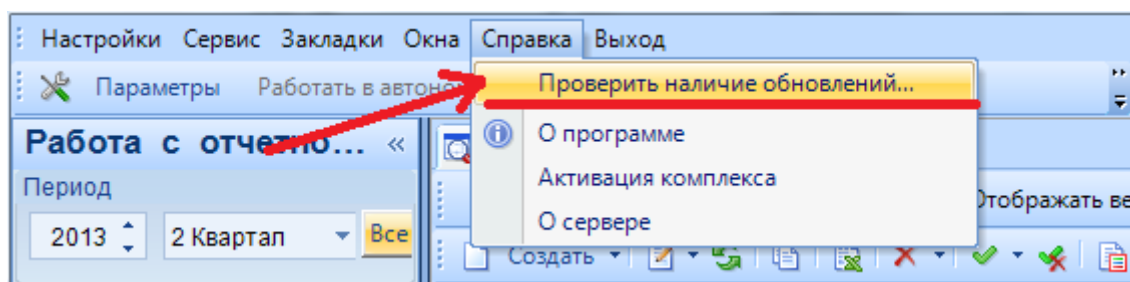 Настройки Сервис Закладки Окна Справка Выход
Параметры Работать в автоно
Проверить наличие обновлений...
Работа с отчетно... «
О программе
Период
Активация комплекса
Отображать ве
2013 2 Квартал Все
О сервере
Создать